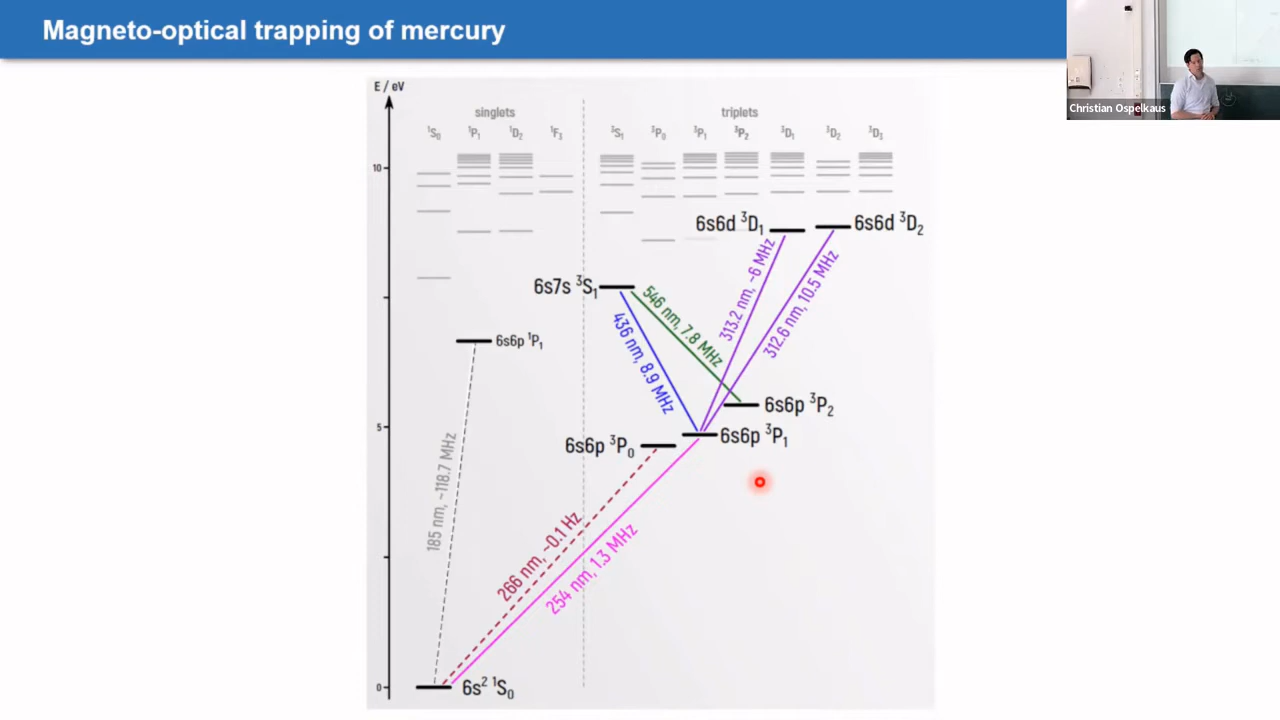 Magneto-optical trapping of mercury
Christian Ospelkaus
E / eV
singlets
triplets
¹S₀ ¹P₁ ¹D₂ ¹F₃ ³S₁ ³P₀ ³P₁ ³P₂ ³D₁ ³D₂ ³D₃
10
6s6d ³D₁
6s6d ³D₂
6s7s ³S₁
546 nm, 7.8 MHz
313.2 nm, ~6 MHz
312.6 nm, 10.5 MHz
6s6p ¹P₁
436 nm, 8.9 MHz
6s6p ³P₂
5
6s6p ³P₁
6s6p ³P₀
185 nm, ~118.7 MHz
266 nm, ~0.1 Hz
254 nm, 1.3 MHz
0
6s² ¹S₀